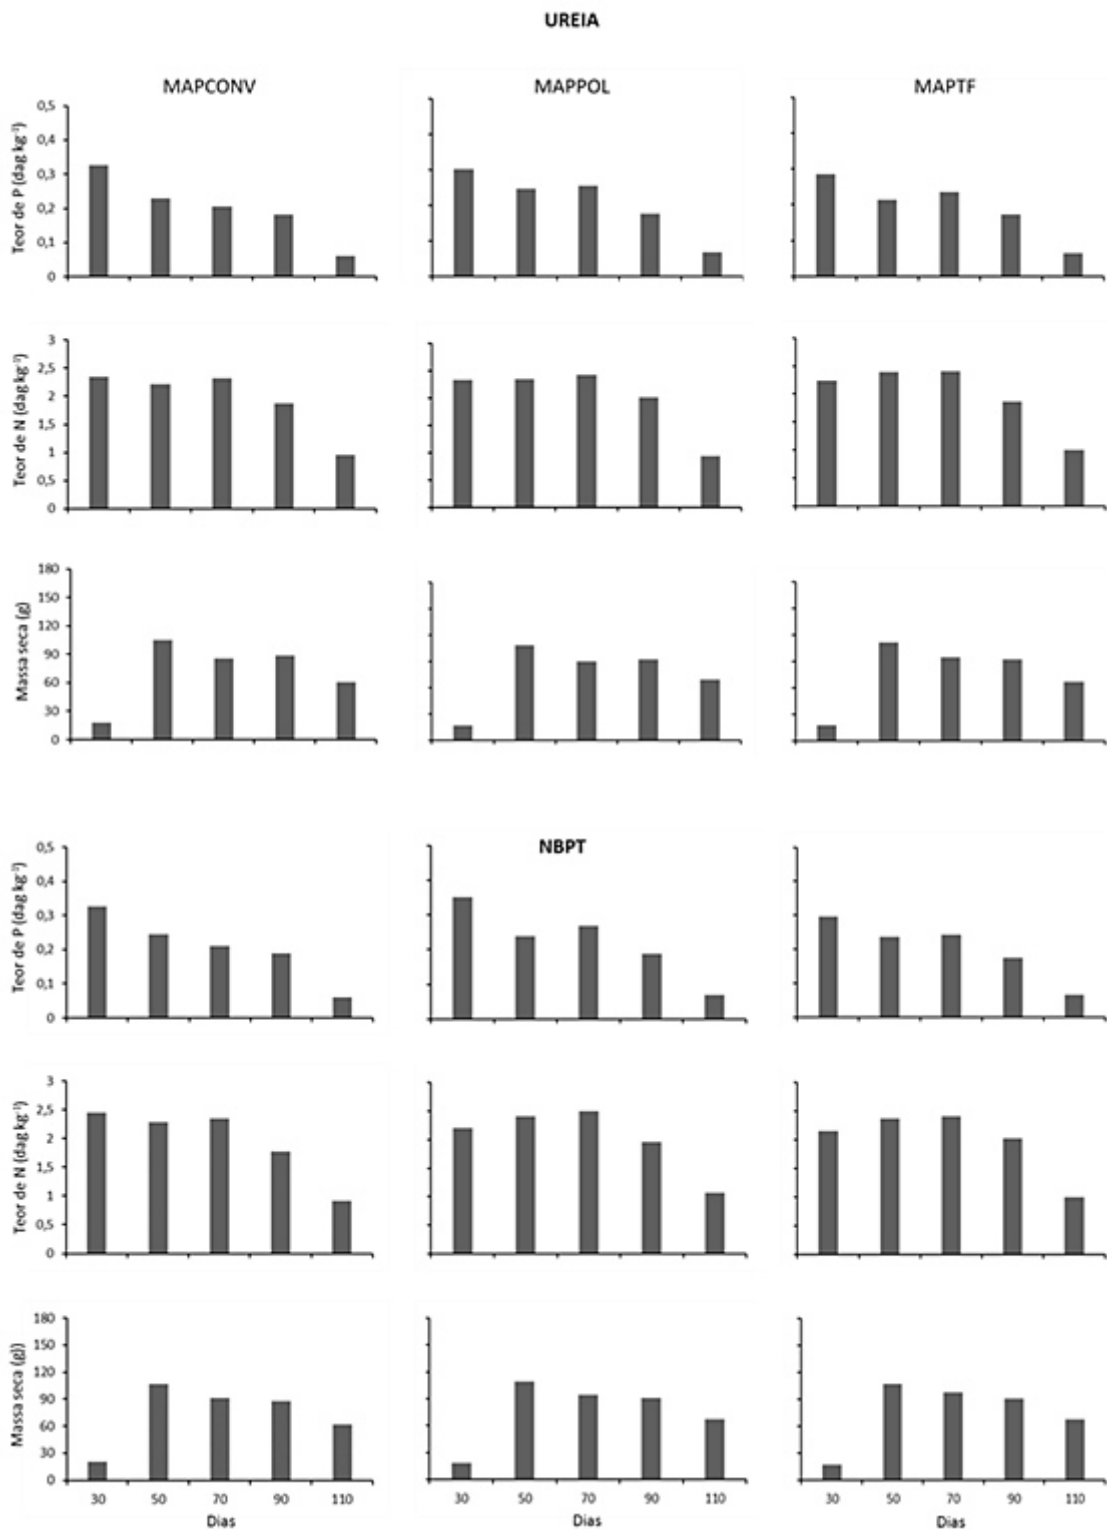 UREIA
MAPCONV
MAPPOL
MAPTF
Teor de P (dag kg⁻¹)
0,5
0,4
0,3
0,2
0,1
0
Teor de N (dag kg⁻¹)
3
2,5
2
1,5
1
0,5
0
Massa seca (g)
180
150
120
90
60
30
0
NBPT
Teor de P (dag kg⁻¹)
0,5
0,4
0,3
0,2
0,1
0
Teor de N (dag kg⁻¹)
3
2,5
2
1,5
1
0,5
0
Massa seca (g))
180
150
120
90
60
30
0
30 50 70 90 110
Dias
30 50 70 90 110
Dias
30 50 70 90 110
Dias